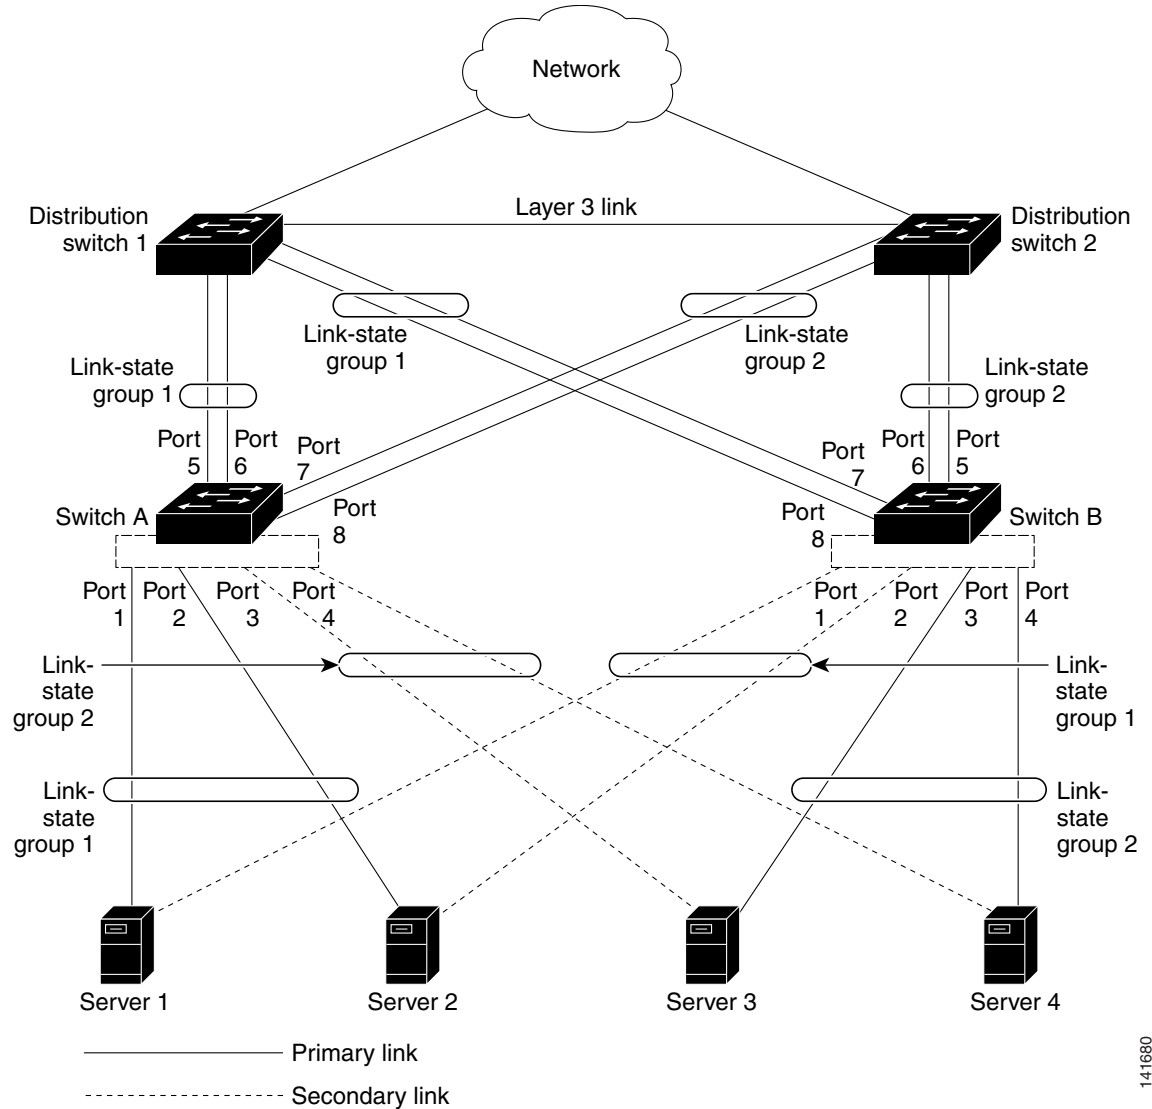 Network
Layer 3 link
Distribution
switch 1
Distribution
switch 2
Link-state
group 1
Link-state
group 2
Link-state
group 1
Link-state
group 2
Port
5
Port
6
Port
7
Port
8
Port
7
Port
6
Port
5
Port
8
Switch A
Switch B
Port
1
Port
2
Port
3
Port
4
Port
1
Port
2
Port
3
Port
4
Link-
state
group 2
Link-
state
group 1
Link-
state
group 1
Link-
state
group 2
Server 1
Server 2
Server 3
Server 4
Primary link
Secondary link
141680